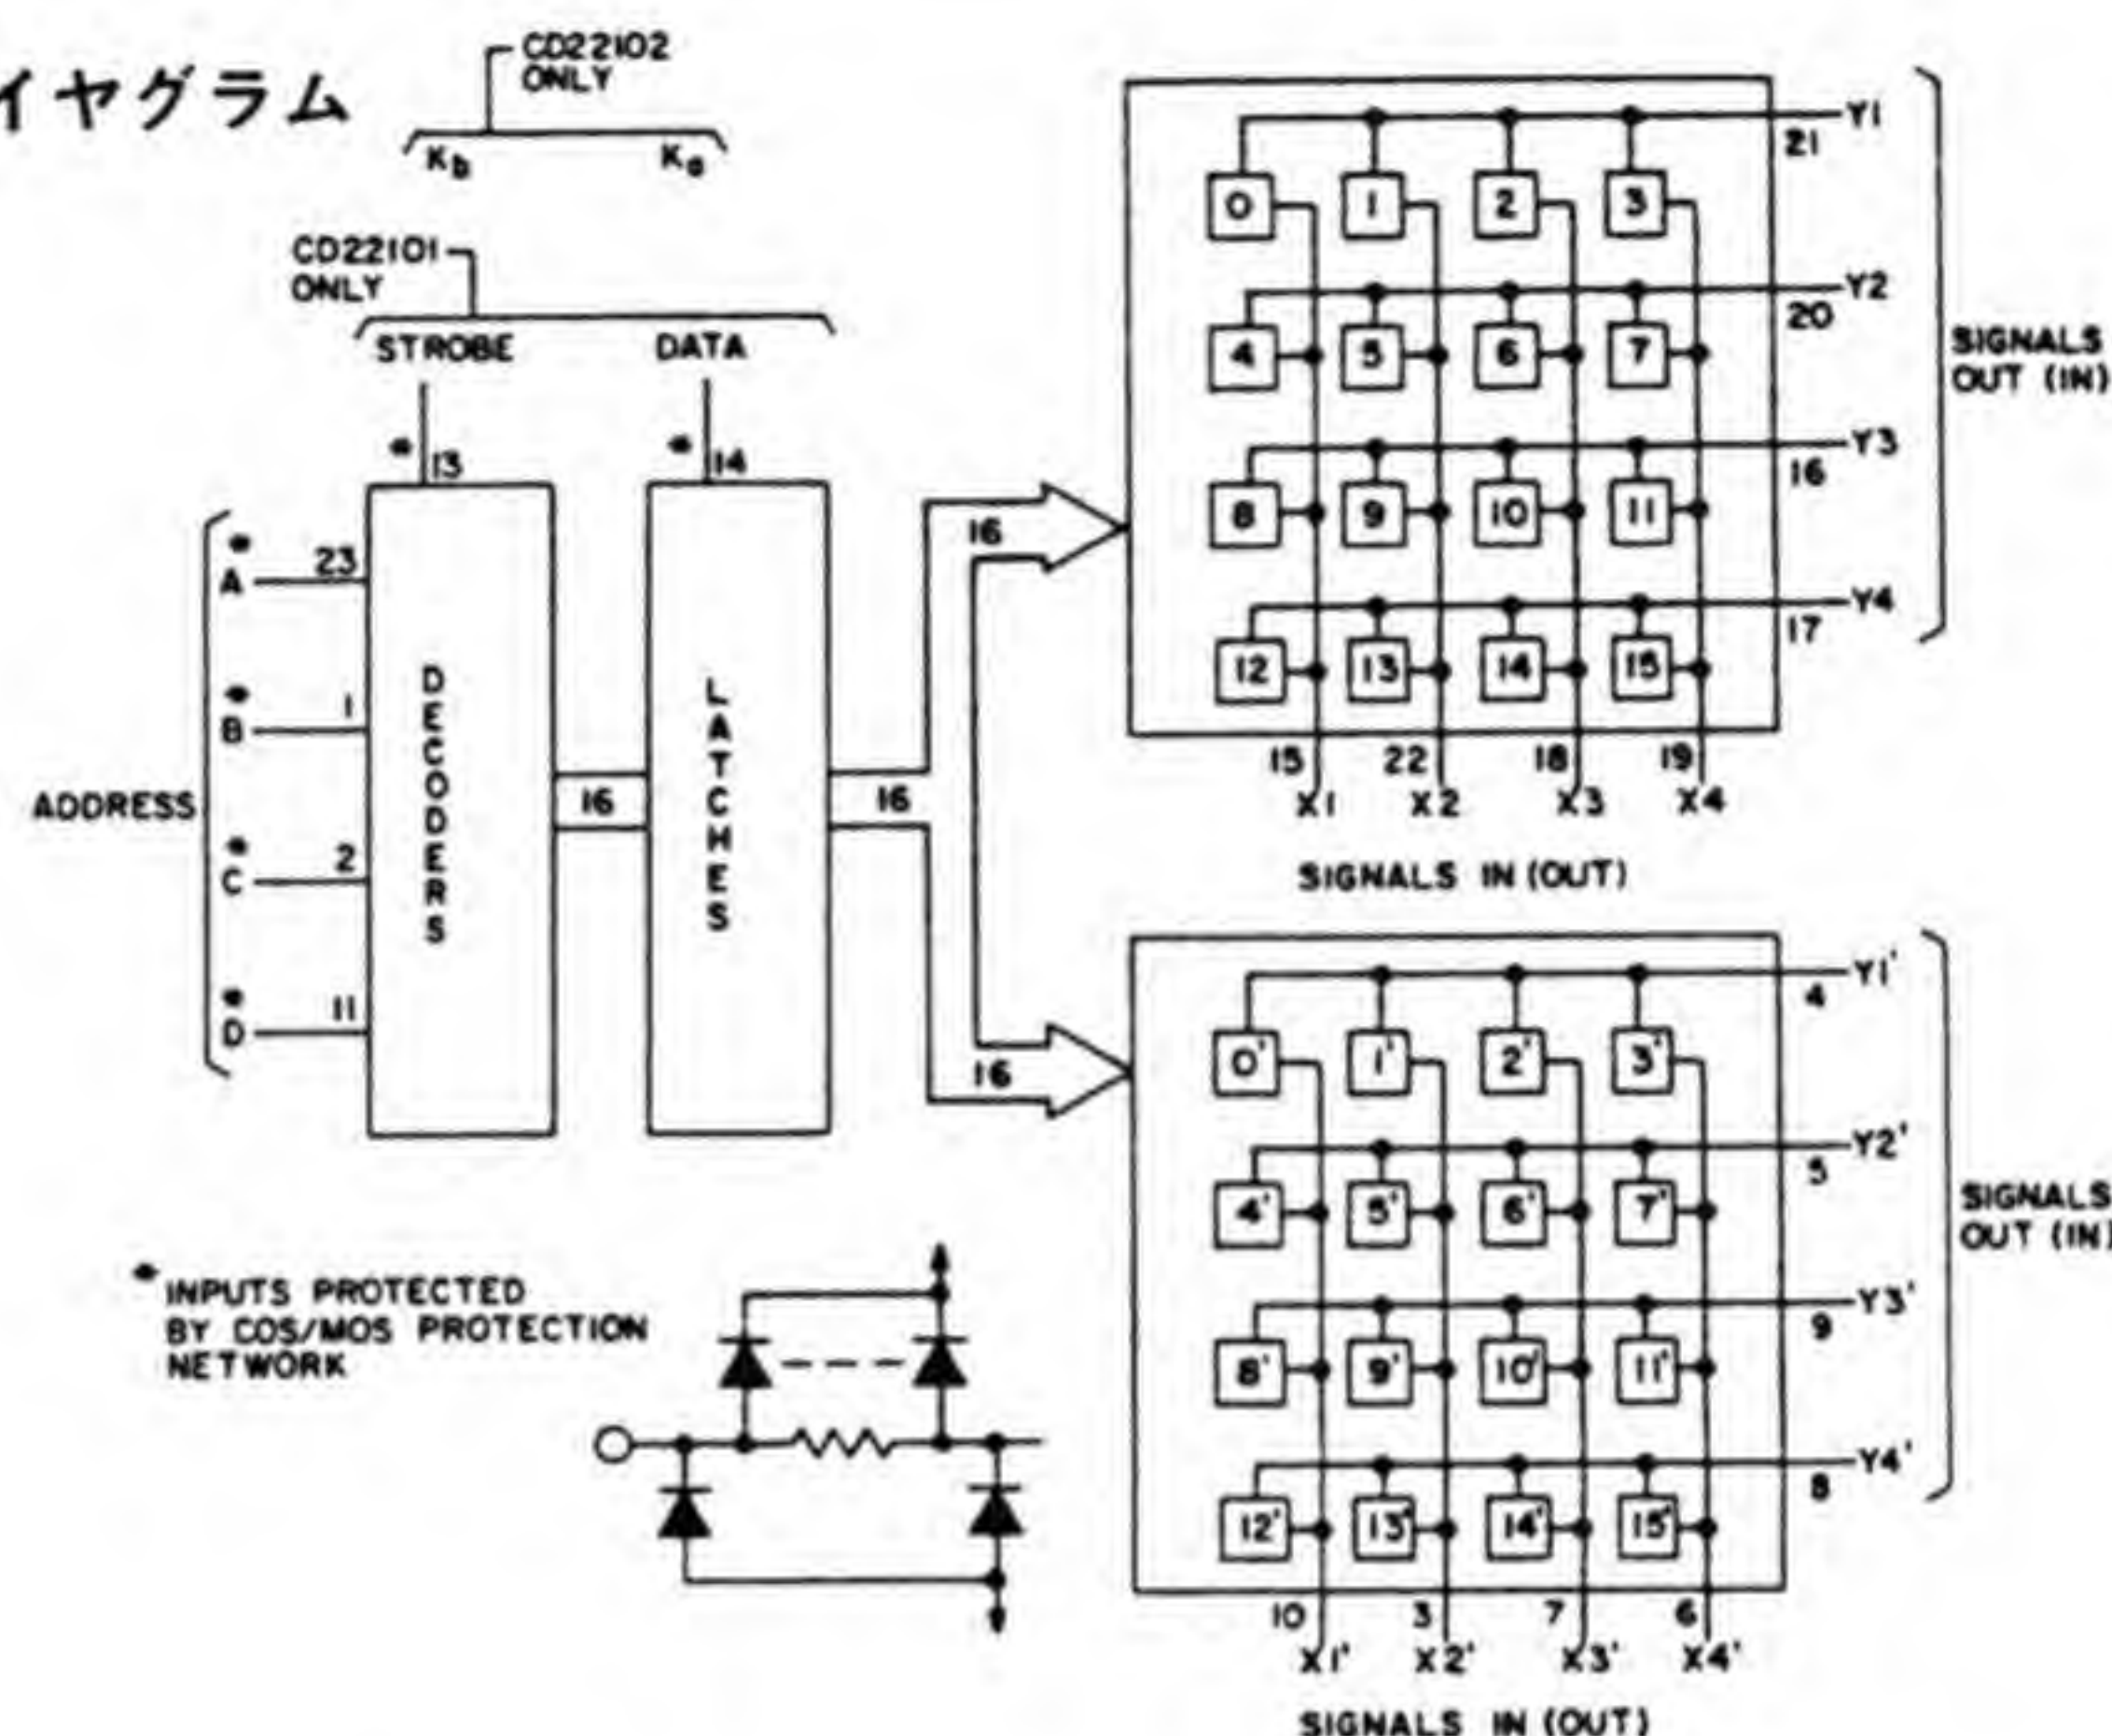 イヤグラム
CD22102
ONLY
Kb Ka
CD22101
ONLY
STROBE DATA
* 13 * 14
ADDRESS
* A 23
* B 1
* C 2
* D 11
DECODERS
16
LATCHES
16
16
16
0 1 2 3
4 5 6 7
8 9 10 11
12 13 14 15
Y1
21
Y2
20
Y3
16
Y4
17
SIGNALS
OUT (IN)
15 22 18 19
X1 X2 X3 X4
SIGNALS IN (OUT)
0' 1' 2' 3'
4' 5' 6' 7'
8' 9' 10' 11'
12' 13' 14' 15'
Y1'
4
Y2'
5
Y3'
9
Y4'
8
SIGNALS
OUT (IN)
10 3 7 6
X1' X2' X3' X4'
SIGNALS IN (OUT)
* INPUTS PROTECTED
BY COS/MOS PROTECTION
NETWORK